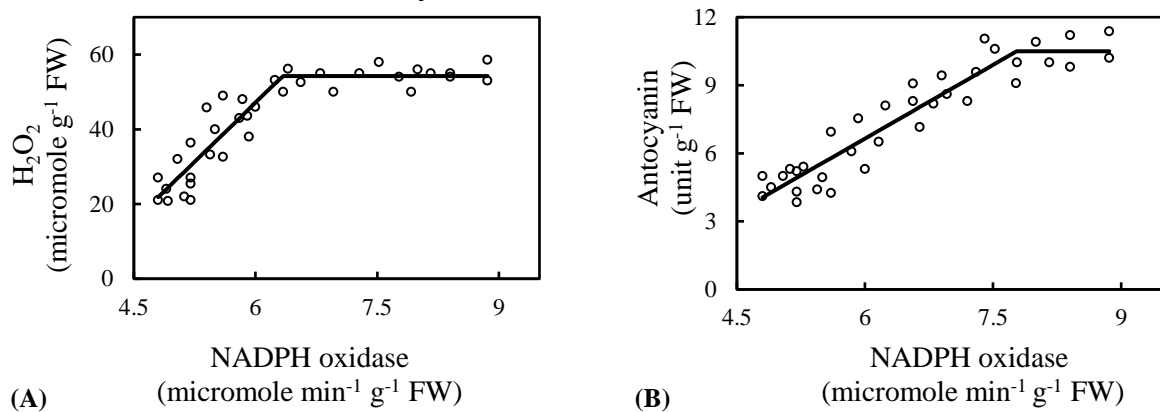 60
40
20
0
4.5 6 7.5 9
H₂O₂
(micromole g⁻¹ FW)
NADPH oxidase
(micromole min⁻¹ g⁻¹ FW)
(A)
12
9
6
3
0
4.5 6 7.5 9
Antocyanin
(unit g⁻¹ FW)
NADPH oxidase
(micromole min⁻¹ g⁻¹ FW)
(B)